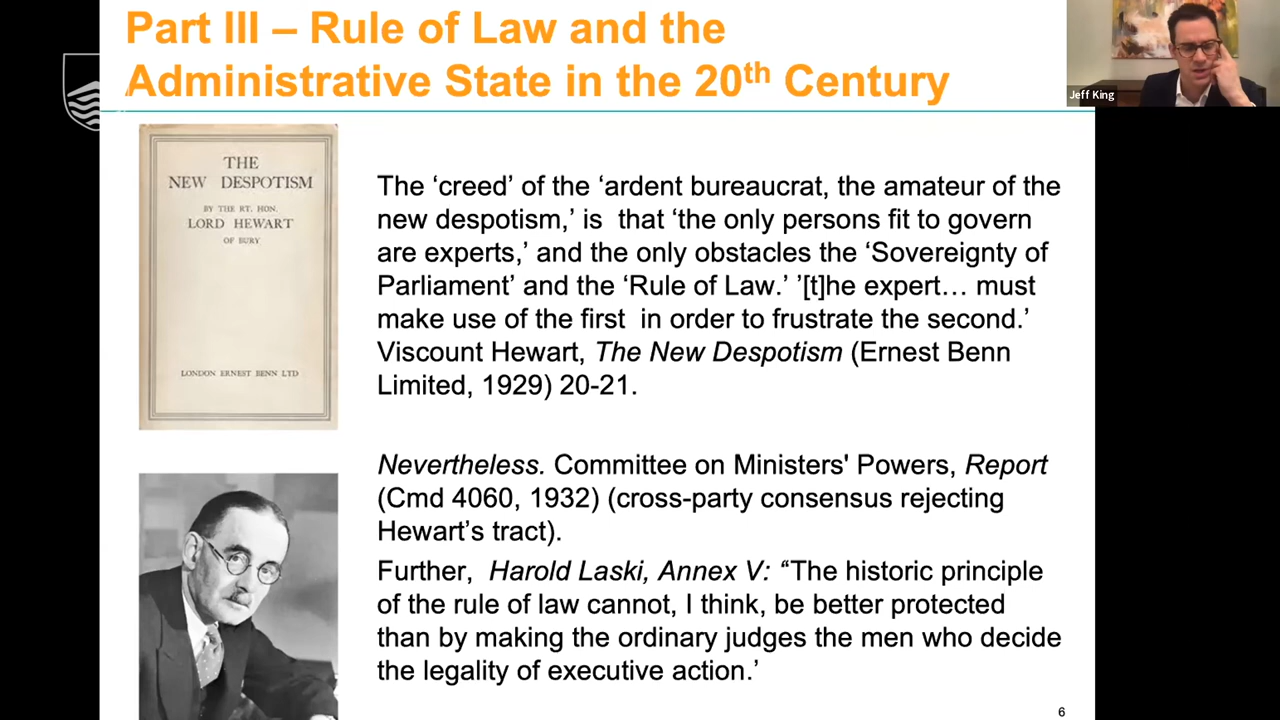 Part III – Rule of Law and the
Administrative State in the 20th Century
Jeff King
THE
NEW DESPOTISM
BY THE RT. HON.
LORD HEWART
OF BURY
LONDON ERNEST BENN LTD
The ‘creed’ of the ‘ardent bureaucrat, the amateur of the
new despotism,’ is  that ‘the only persons fit to govern
are experts,’ and the only obstacles the ‘Sovereignty of
Parliament’ and the ‘Rule of Law.’ ’[t]he expert… must
make use of the first  in order to frustrate the second.’
Viscount Hewart, The New Despotism (Ernest Benn
Limited, 1929) 20-21.
Nevertheless. Committee on Ministers' Powers, Report
(Cmd 4060, 1932) (cross-party consensus rejecting
Hewart’s tract).
Further,  Harold Laski, Annex V: “The historic principle
of the rule of law cannot, I think, be better protected
than by making the ordinary judges the men who decide
the legality of executive action.’
6